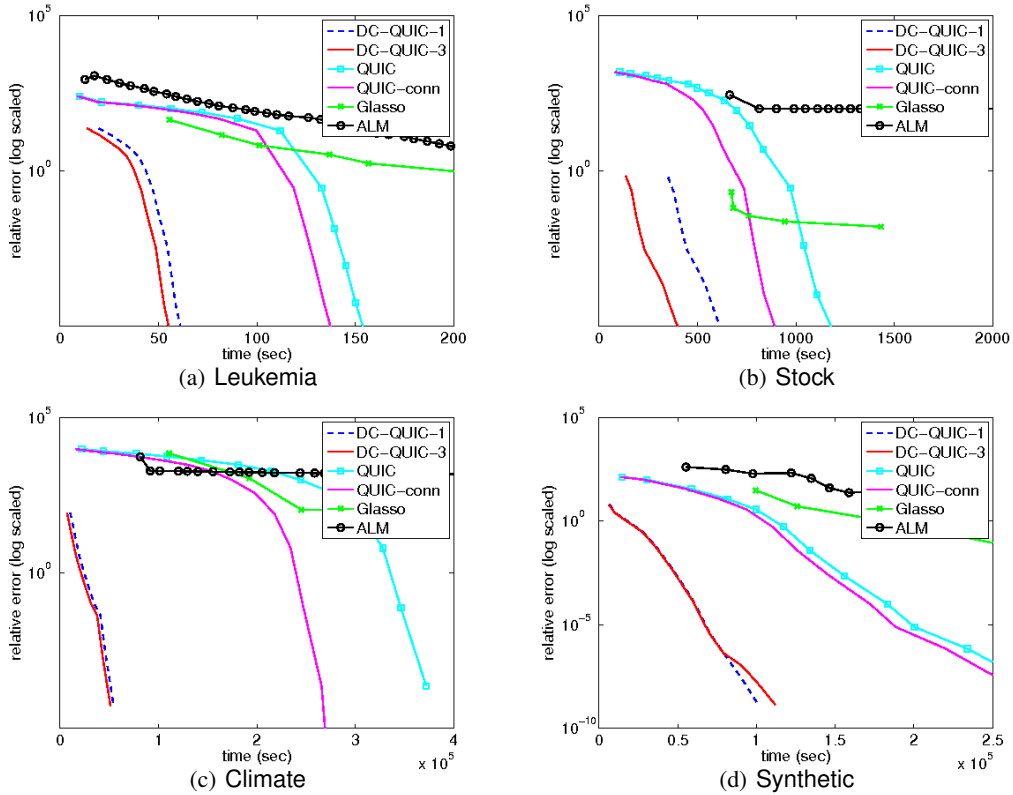 10^5
10^0
relative error (log scaled)
DC-QUIC-1
DC-QUIC-3
QUIC
QUIC-conn
Glasso
ALM
0 50 100 150 200
time (sec)
(a) Leukemia
10^5
10^0
relative error (log scaled)
DC-QUIC-1
DC-QUIC-3
QUIC
QUIC-conn
Glasso
ALM
0 500 1000 1500 2000
time (sec)
(b) Stock
10^5
10^0
relative error (log scaled)
DC-QUIC-1
DC-QUIC-3
QUIC
QUIC-conn
Glasso
ALM
0 1 2 3 4
time (sec)
x 10^5
(c) Climate
10^5
10^0
10^-5
10^-10
relative error (log scaled)
DC-QUIC-1
DC-QUIC-3
QUIC
QUIC-conn
Glasso
ALM
0 0.5 1 1.5 2 2.5
time (sec)
x 10^5
(d) Synthetic